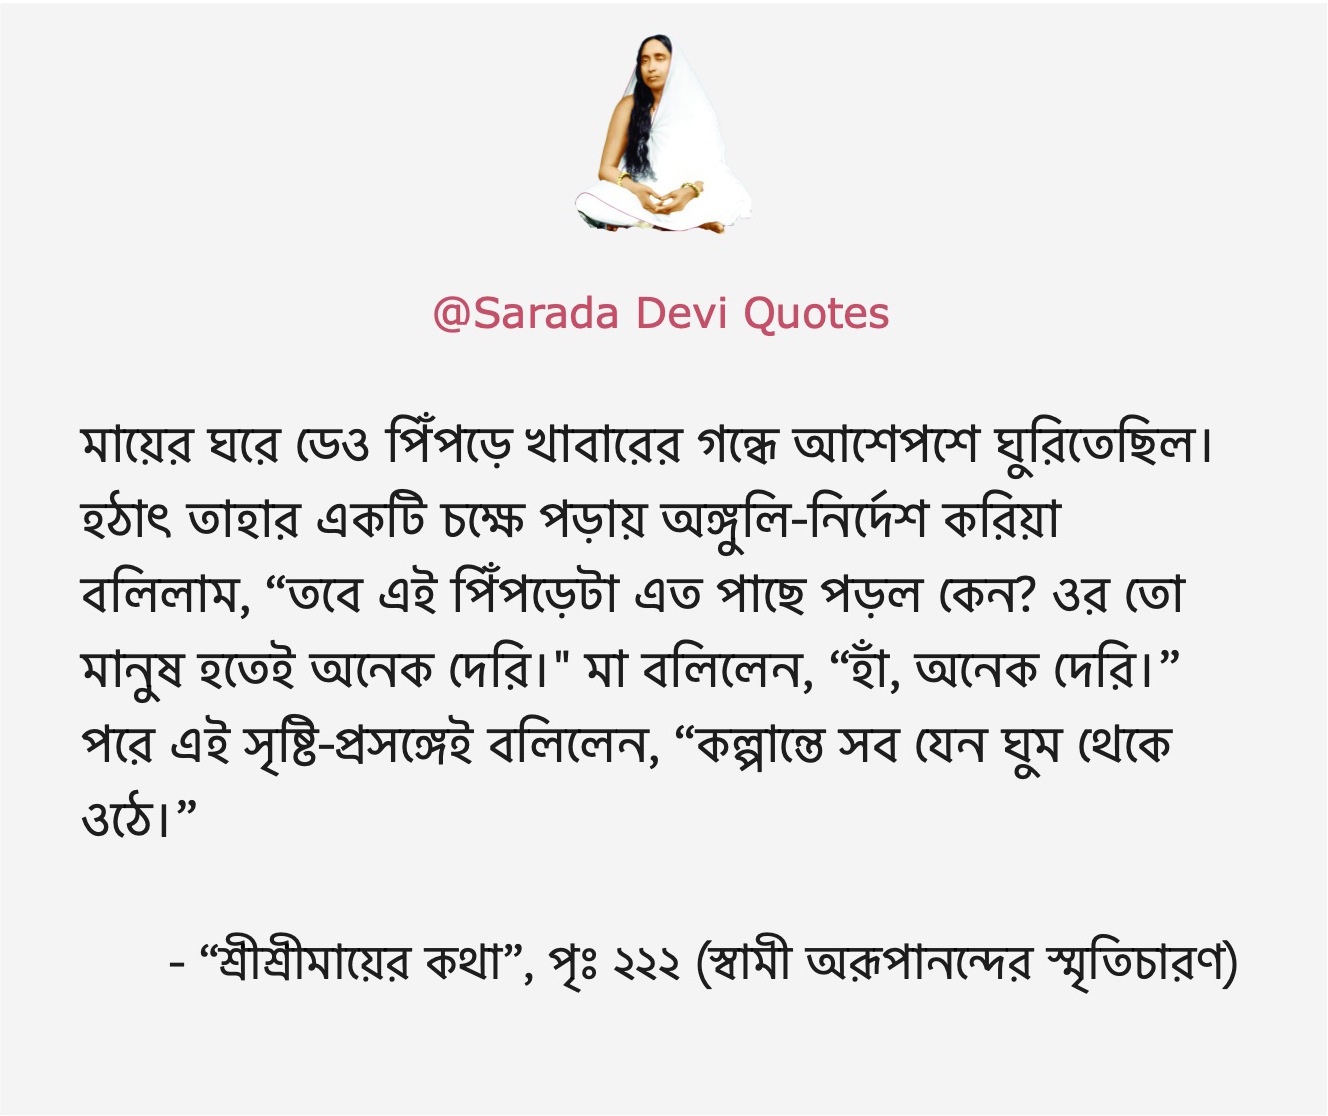 @Sarada Devi Quotes
মায়ের ঘরে ডেও পিঁপড়ে খাবারের গন্ধে আশেপশে ঘুরিতেছিল।
হঠাৎ তাহার একটি চক্ষে পড়ায় অঙ্গুলি-নির্দেশ করিয়া
বলিলাম, “তবে এই পিঁপড়েটা এত পাছে পড়ল কেন? ওর তো
মানুষ হতেই অনেক দেরি।" মা বলিলেন, “হাঁ, অনেক দেরি।”
পরে এই সৃষ্টি-প্রসঙ্গেই বলিলেন, “কল্পান্তে সব যেন ঘুম থেকে
ওঠে।”
- “শ্রীশ্রীমায়ের কথা”, পৃঃ ২২২ (স্বামী অরূপানন্দের স্মৃতিচারণ)